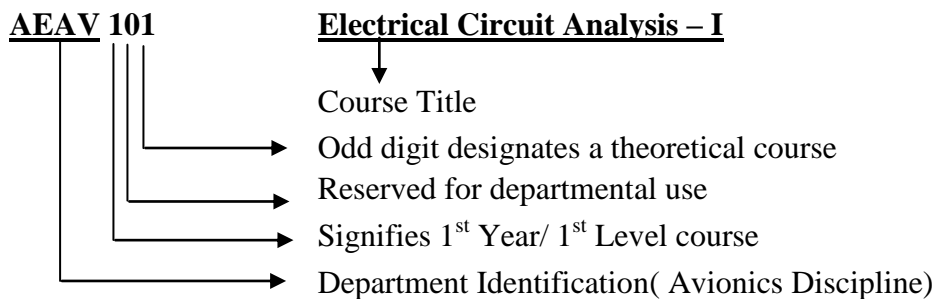 AEAV 101 Electrical Circuit Analysis – I
Course Title
Odd digit designates a theoretical course
Reserved for departmental use
Signifies 1st Year/ 1st Level course
Department Identification( Avionics Discipline)